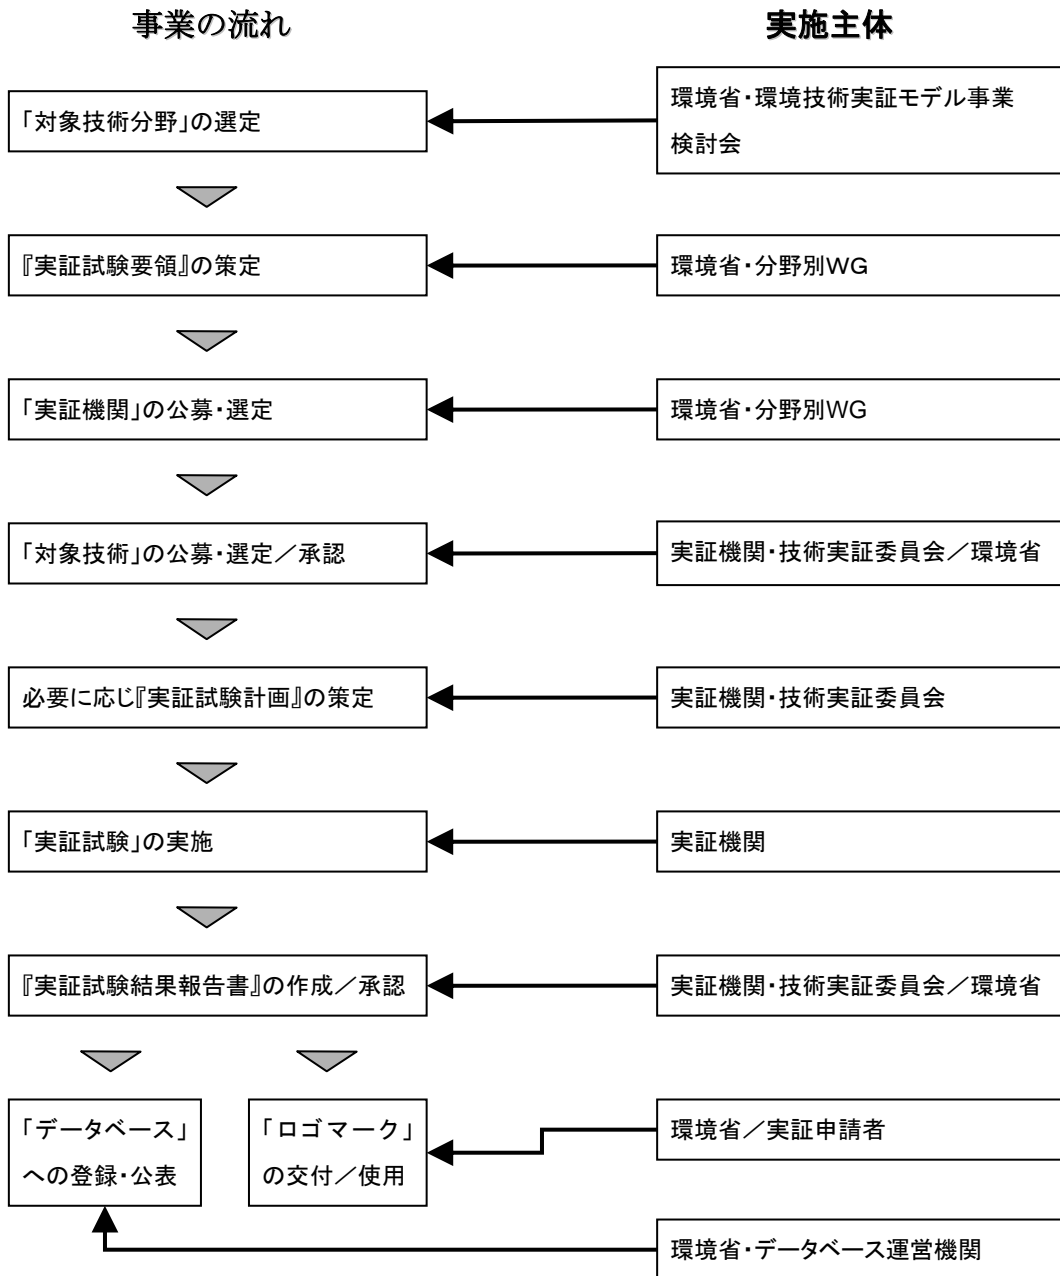 事業の流れ
実施主体
「対象技術分野」の選定
環境省・環境技術実証モデル事業
検討会
『実証試験要領』の策定
環境省・分野別WG
「実証機関」の公募・選定
環境省・分野別WG
「対象技術」の公募・選定／承認
実証機関・技術実証委員会／環境省
必要に応じ『実証試験計画』の策定
実証機関・技術実証委員会
「実証試験」の実施
実証機関
『実証試験結果報告書』の作成／承認
実証機関・技術実証委員会／環境省
「データベース」
への登録・公表
「ロゴマーク」
の交付／使用
環境省／実証申請者
環境省・データベース運営機関